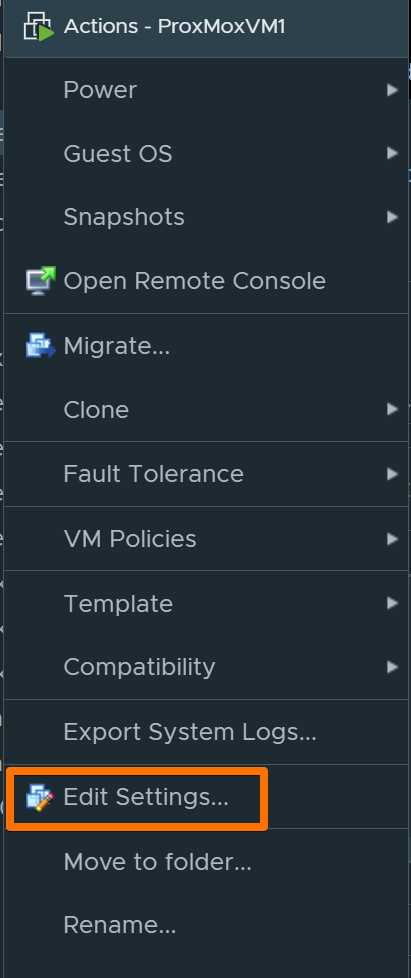 Actions - ProxMoxVM1
Power
Guest OS
Snapshots
Open Remote Console
Migrate...
Clone
Fault Tolerance
VM Policies
Template
Compatibility
Export System Logs...
Edit Settings...
Move to folder...
Rename...